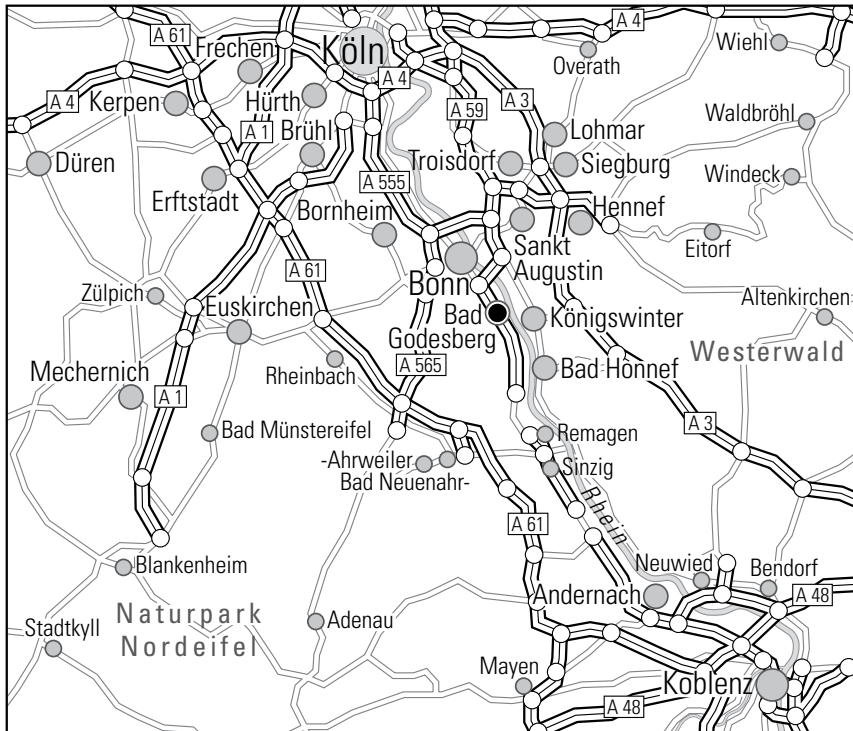 A 61
Köln
A 4
Wiehl
Frechen
Overath
A 4
A 4
Kerpen
Hürth
A 59
A 3
Waldbröhl
A 1
Brühl
Lohmar
Düren
Troisdorf
Siegburg
Windeck
Erftstadt
A 555
Bornheim
Hennef
Sankt
Augustin
Eitorf
A 61
Bonn
Zülpich
Euskirchen
Bad
Godesberg
Königswinter
Altenkirchen
Rheinbach
A 565
Westerwald
Mechernich
Bad Honnef
A 1
A 3
Bad Münstereifel
Remagen
-Ahrweiler
Bad Neuenahr-
Sinzig
Rhein
A 61
Blankenheim
Neuwied
Bendorf
Andernach
A 48
Naturpark
Nordeifel
Adenau
Stadtkyll
Mayen
Koblenz
A 48